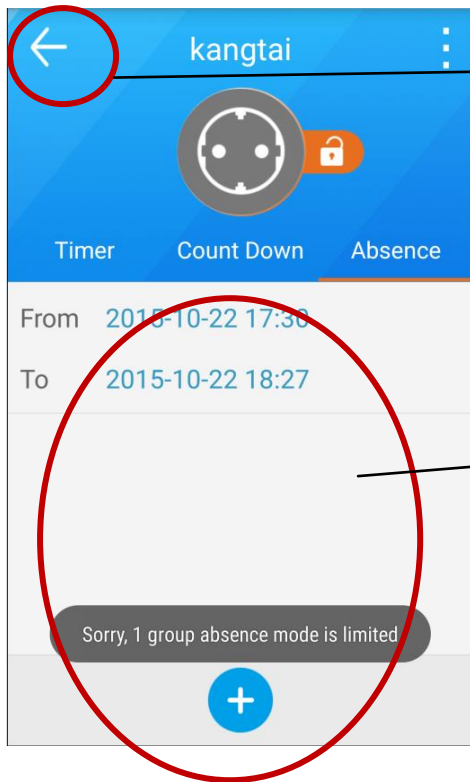 kangtai
Timer Count Down Absence
From 2015-10-22 17:30
To 2015-10-22 18:27
Sorry, 1 group absence mode is limited